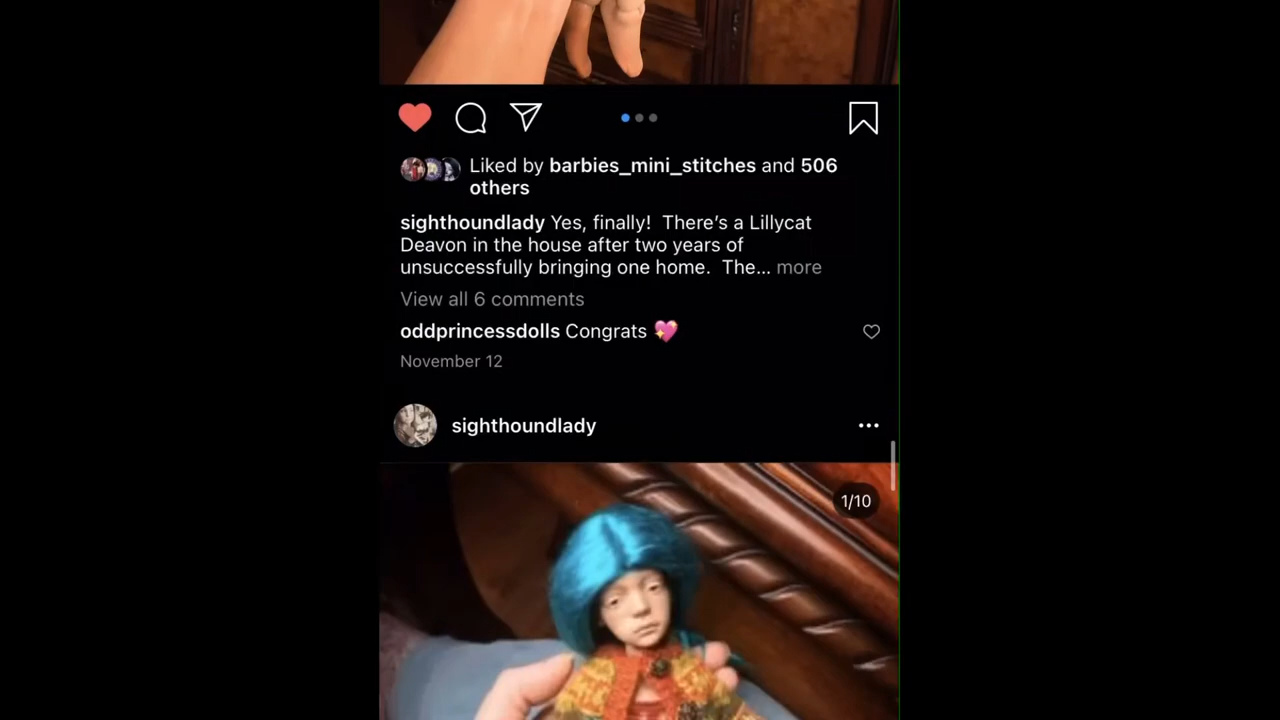 Liked by barbies_mini_stitches and 506
others
sighthoundlady Yes, finally!  There's a Lillycat
Deavon in the house after two years of
unsuccessfully bringing one home.  The... more
View all 6 comments
oddprincessdolls Congrats 💖
November 12
sighthoundlady
1/10